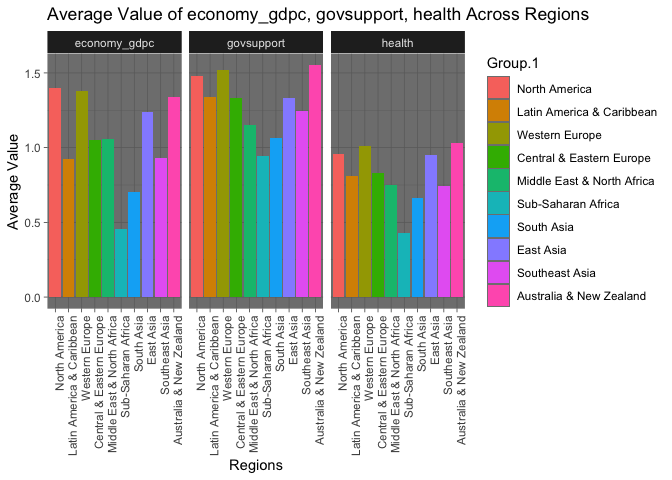 Average Value of economy_gdpc, govsupport, health Across Regions
economy_gdpc
govsupport
health
Average Value
1.5
1.0
0.5
0.0
North America
Latin America & Caribbean
Western Europe
Central & Eastern Europe
Middle East & North Africa
Sub-Saharan Africa
South Asia
East Asia
Southeast Asia
Australia & New Zealand
North America
Latin America & Caribbean
Western Europe
Central & Eastern Europe
Middle East & North Africa
Sub-Saharan Africa
South Asia
East Asia
Southeast Asia
Australia & New Zealand
North America
Latin America & Caribbean
Western Europe
Central & Eastern Europe
Middle East & North Africa
Sub-Saharan Africa
South Asia
East Asia
Southeast Asia
Australia & New Zealand
Regions
Group.1
North America
Latin America & Caribbean
Western Europe
Central & Eastern Europe
Middle East & North Africa
Sub-Saharan Africa
South Asia
East Asia
Southeast Asia
Australia & New Zealand